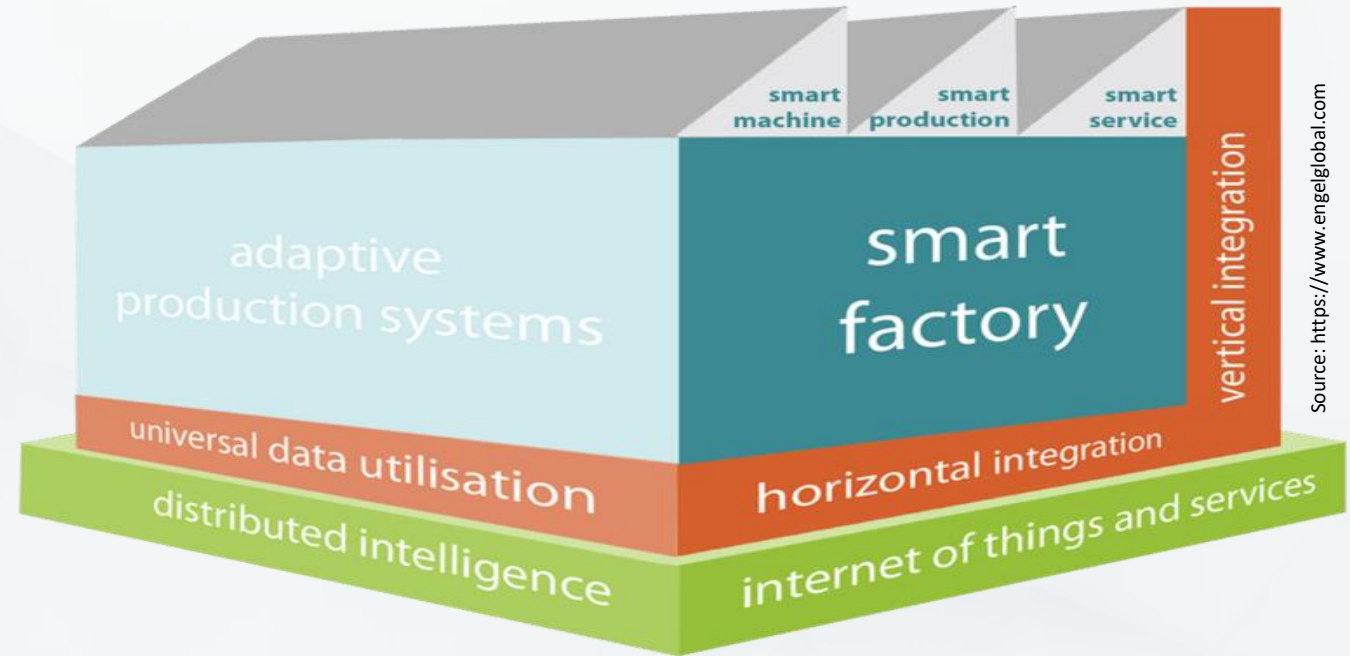 smart
machine
smart
production
smart
service
adaptive
production systems
smart
factory
vertical integration
universal data utilisation
horizontal integration
distributed intelligence
internet of things and services
Source: https://www.engelglobal.com